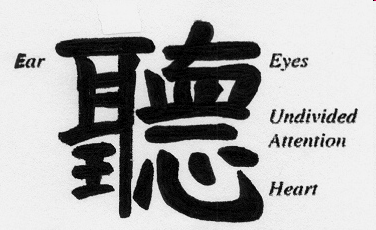 Ear
聽
Eyes
Undivided
Attention
Heart